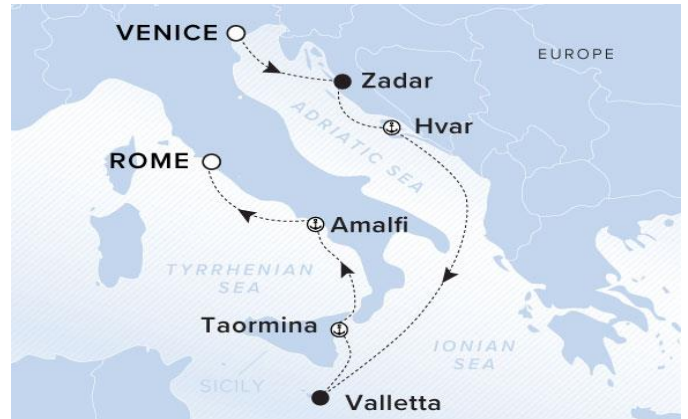 VENICE
EUROPE
Zadar
ADRIATIC SEA
Hvar
ROME
Amalfi
TYRRHENIAN
SEA
Taormina
IONIAN
SEA
SICILY
Valletta